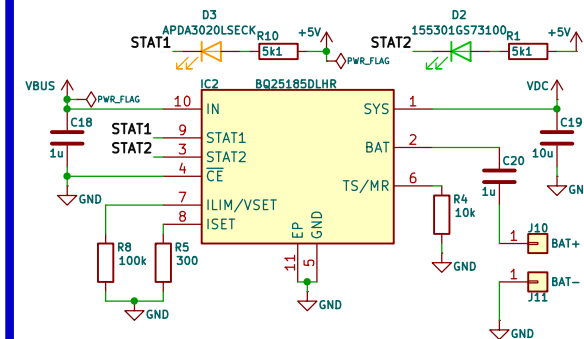 D3
APDA3020LSECK
STAT1
R10
5k1
+5V
PWR_FLAG
D2
155301GS73100
STAT2
R1
5k1
+5V
VBUS
PWR_FLAG
IC2
BQ25185DLHR
VDC
10 IN
SYS 1
C18
1u
STAT1
9 STAT1
STAT2
3 STAT2
BAT 2
C19
10u
4 CE
TS/MR 6
C20
1u
GND
GN
7 ILIM/VSET
8 ISET
R4
10k
R8
100k
R5
300
EP
GND
11
5
J10
1 BAT+
GND
GND
1 BAT-
J11
GND
GND